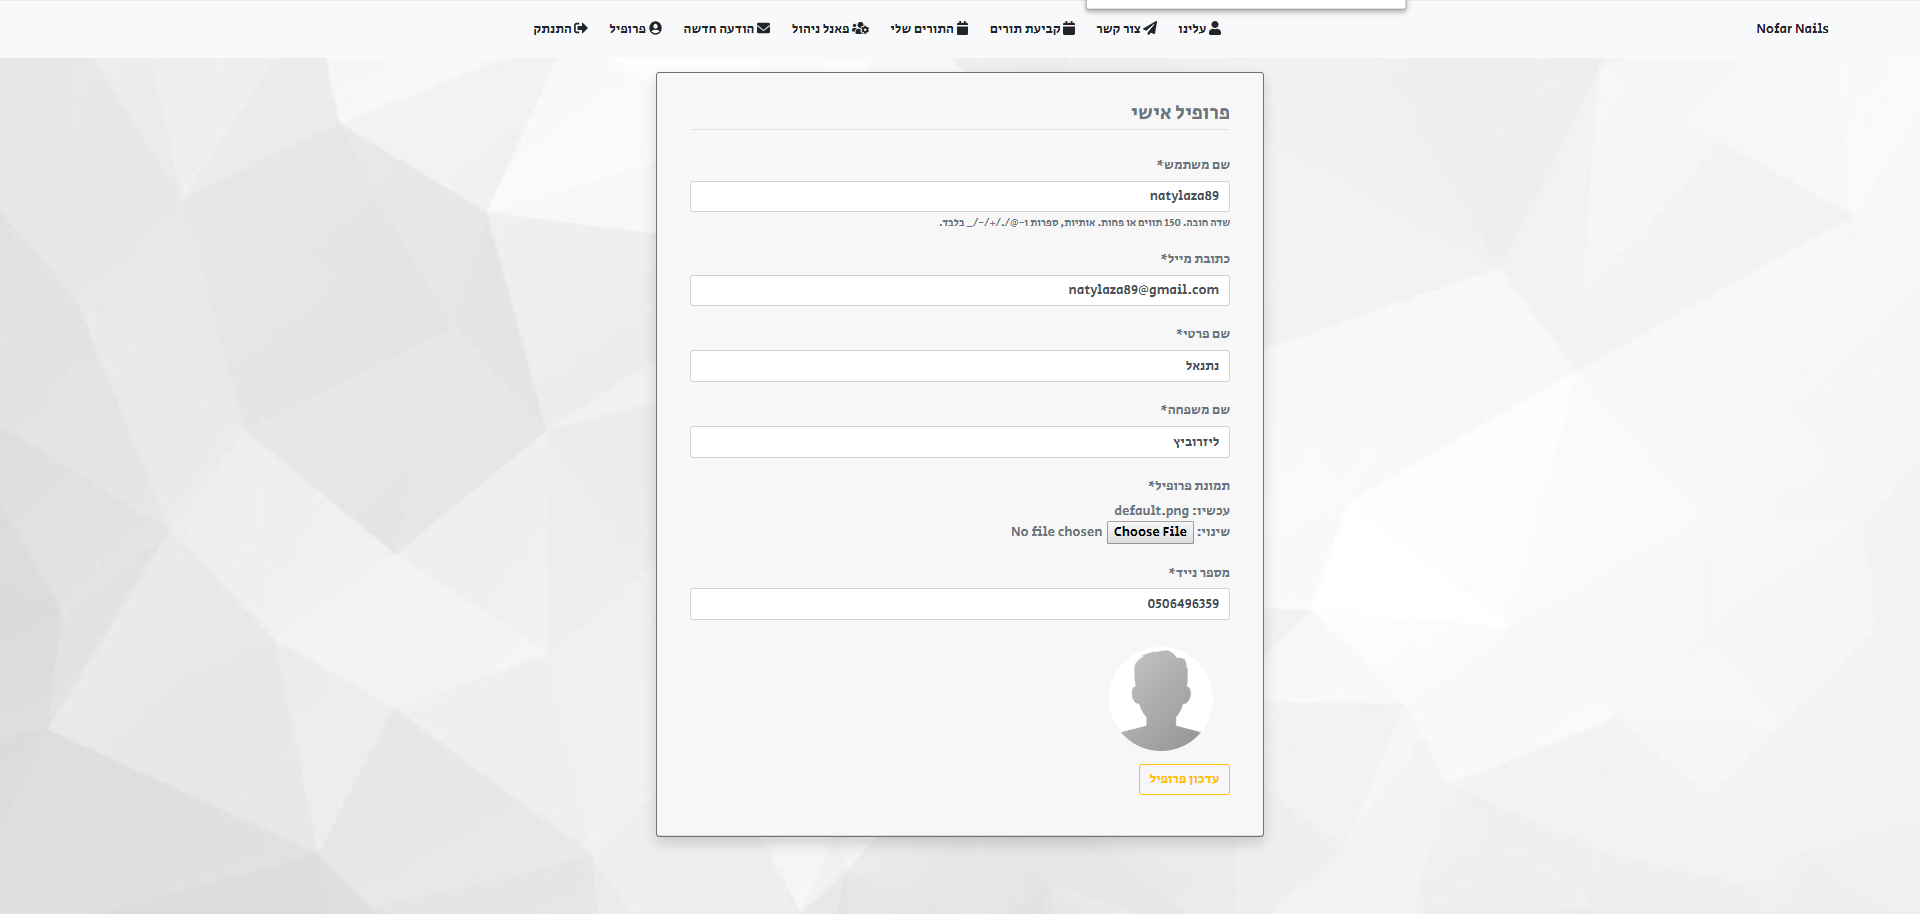 Nofar Nails
עלינו
צור קשר
קביעת תורים
התורים שלי
פאנל ניהול
הודעה חדשה
פרופיל
התנתק
פרופיל אישי
שם משתמש*
natylaza89
שדה חובה. 150 תווים או פחות. אותיות, ספרות ו-@/./+/-/_ בלבד.
כתובת מייל*
natylaza89@gmail.com
שם פרטי*
נתנאל
שם משפחה*
ליזרוביץ
תמונת פרופיל*
עכשיו: default.png
שינוי: Choose File No file chosen
מספר נייד*
0506496359
עדכון פרופיל